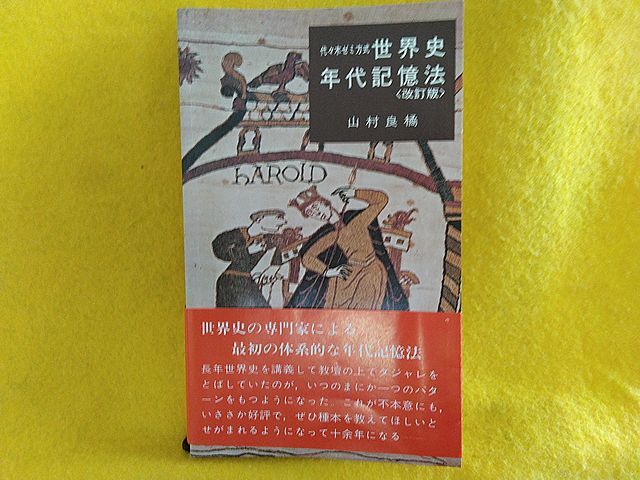 代々木ゼミ方式 世界史
年代記憶法
〈改訂版〉
山村良橘
hAROLD
世界史の専門家による
最初の体系的な年代記憶法
長年世界史を講義して教壇の上でダジャレを
とばしていたのが，いつのまにか一つのパタ
ーンをもつようになった。これが不本意にも，
いささか好評で，ぜひ種本を教えてほしいと
せがまれるようになって十余年になる